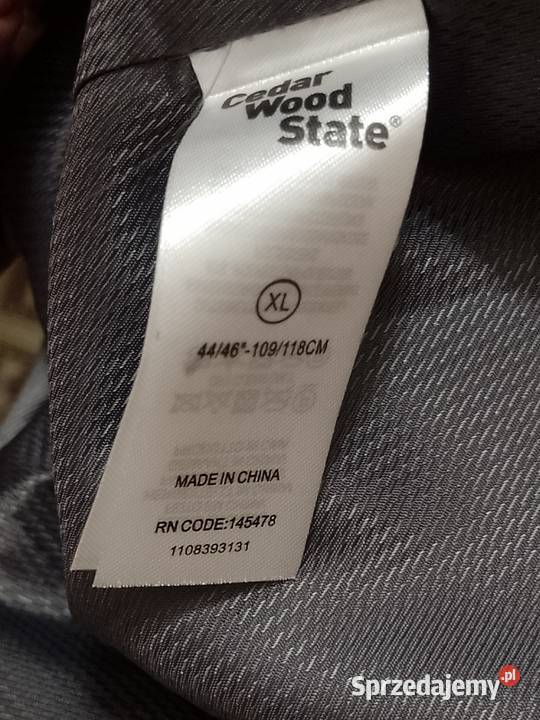 Cedar
Wood
State®
XL
44/46"-109/118CM
MADE IN CHINA
RN CODE:145478
1108393131
Sprzedajemy.pl